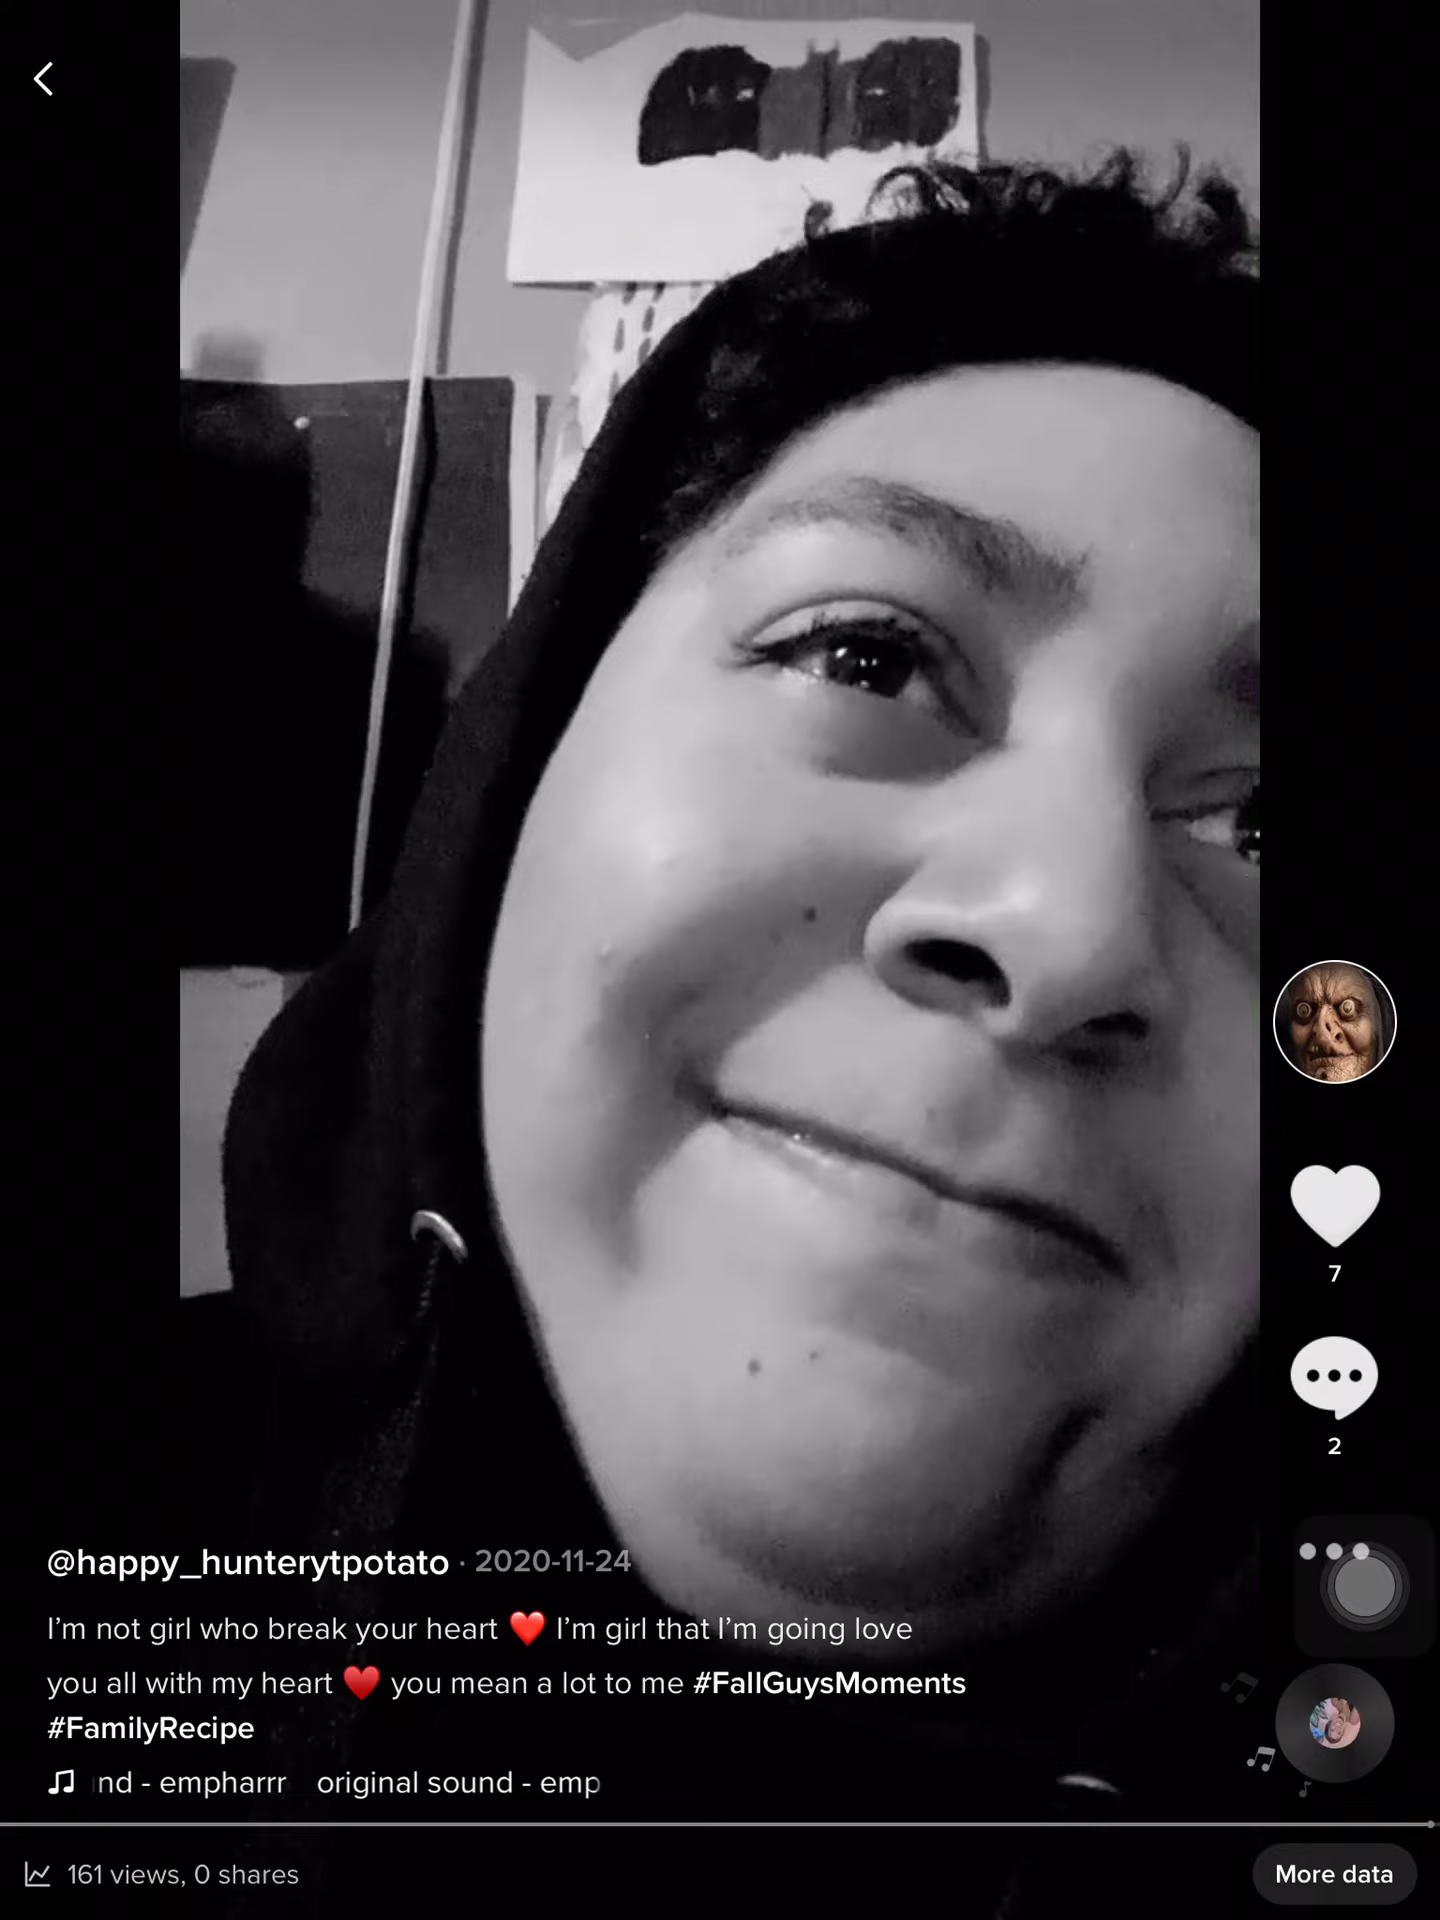 7
2
@happy_hunterytpotato · 2020-11-24
I'm not girl who break your heart ❤️ I'm girl that I'm going love
you all with my heart ❤️ you mean a lot to me #FallGuysMoments
#FamilyRecipe
nd - empharrr original sound - emp
161 views, 0 shares
More data